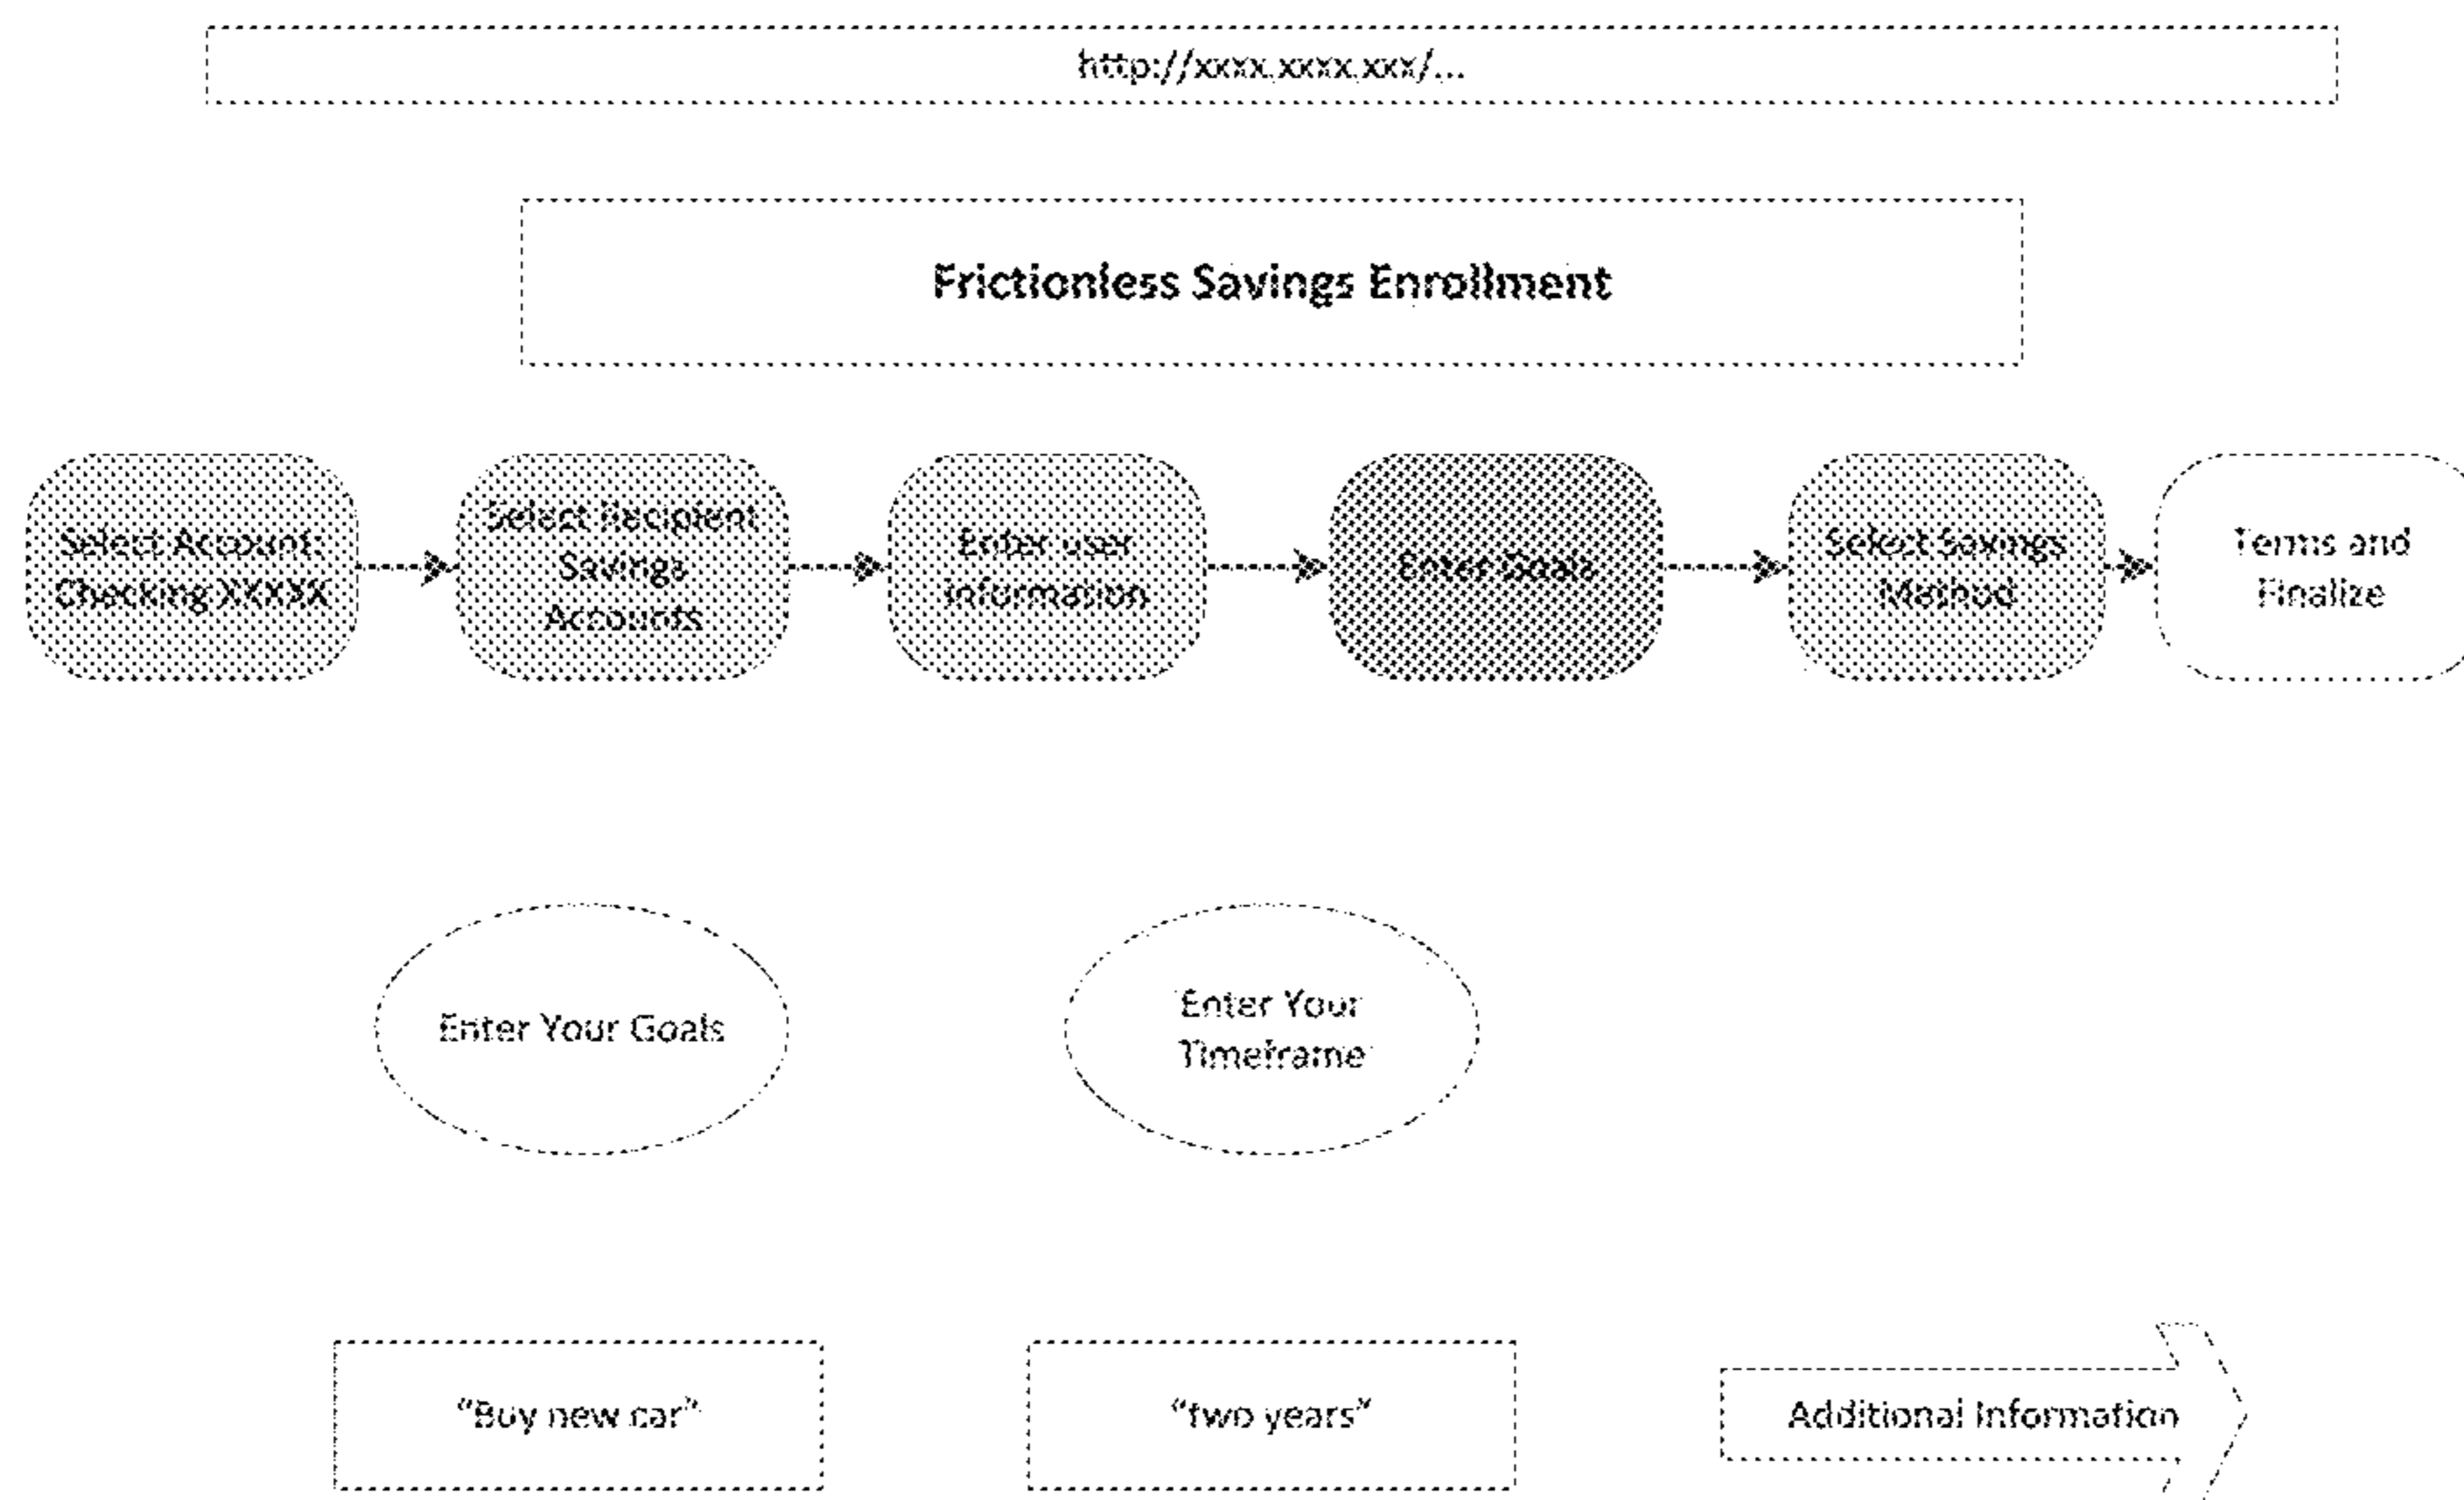 http://xxxx.xxxx.xxx/...
Frictionless Savings Enrollment
Select Account:
Checking XXXXX
Select Recipient
Savings
Accounts
Enter user
information
Enter Goals
Select Savings
Method
Terms and
Finalize
Enter Your Goals
Enter Your
Timeframe
“Buy new car”
“two years”
Additional Information